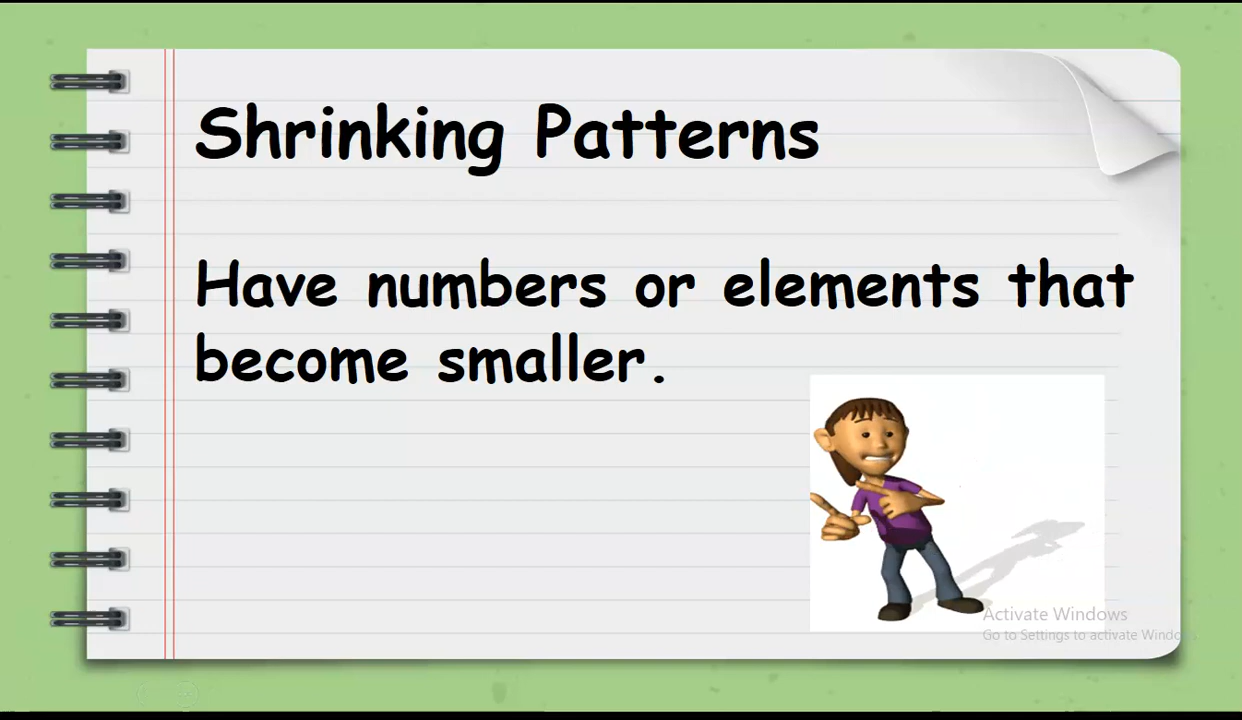 Shrinking Patterns
Have numbers or elements that
become smaller.
Activate Windows
Go to Settings to activate Windows